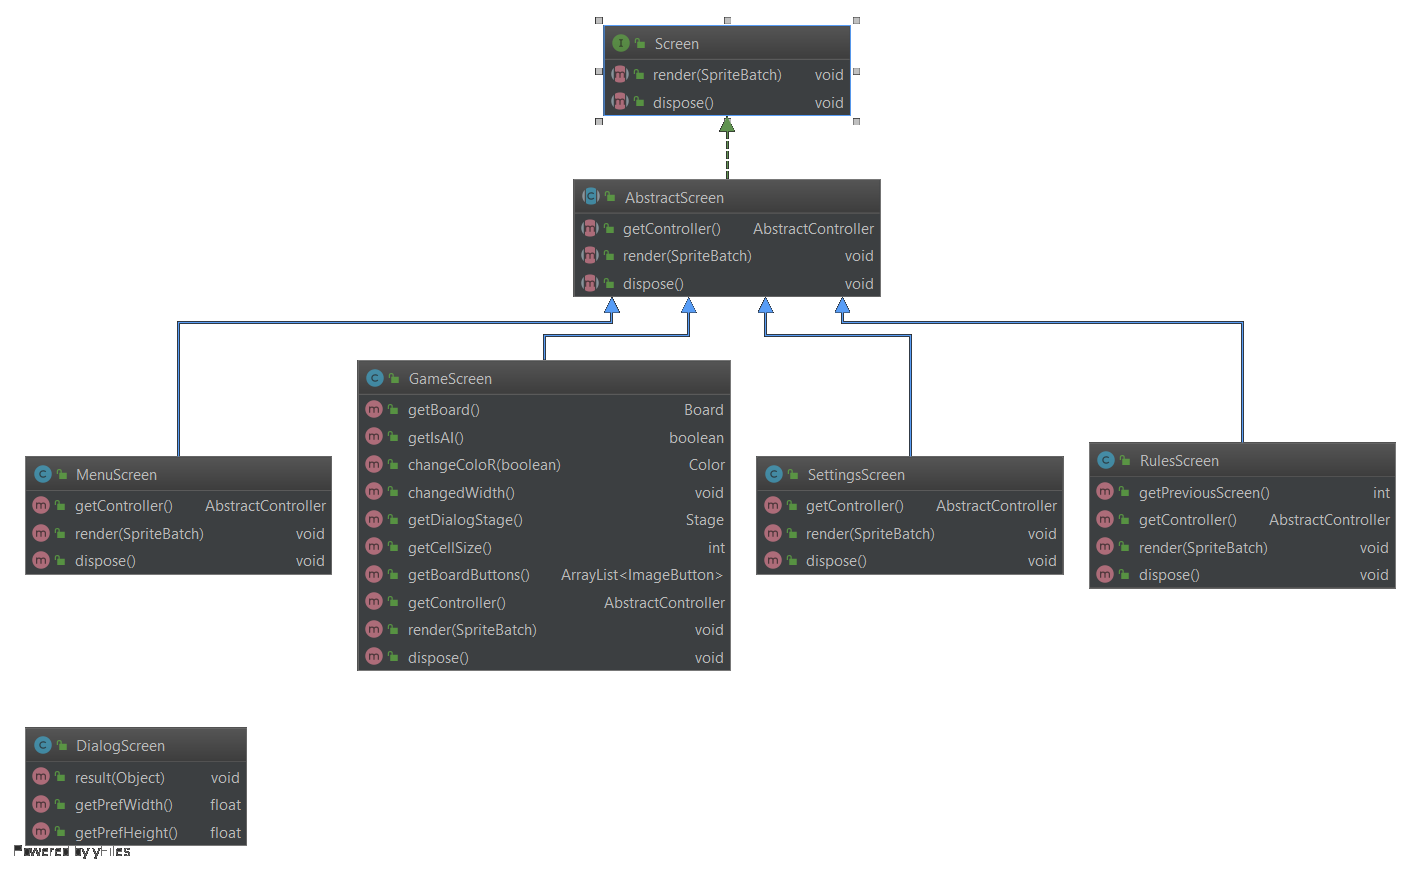 Screen
render(SpriteBatch) void
dispose() void
AbstractScreen
getController() AbstractController
render(SpriteBatch) void
dispose() void
GameScreen
getBoard() Board
getIsAI() boolean
changeColoR(boolean) Color
changedWidth() void
getDialogStage() Stage
getCellSize() int
getBoardButtons() ArrayList<ImageButton>
getController() AbstractController
render(SpriteBatch) void
dispose() void
MenuScreen
getController() AbstractController
render(SpriteBatch) void
dispose() void
SettingsScreen
getController() AbstractController
render(SpriteBatch) void
dispose() void
RulesScreen
getPreviousScreen() int
getController() AbstractController
render(SpriteBatch) void
dispose() void
DialogScreen
result(Object) void
getPrefWidth() float
getPrefHeight() float
Powered by yFiles